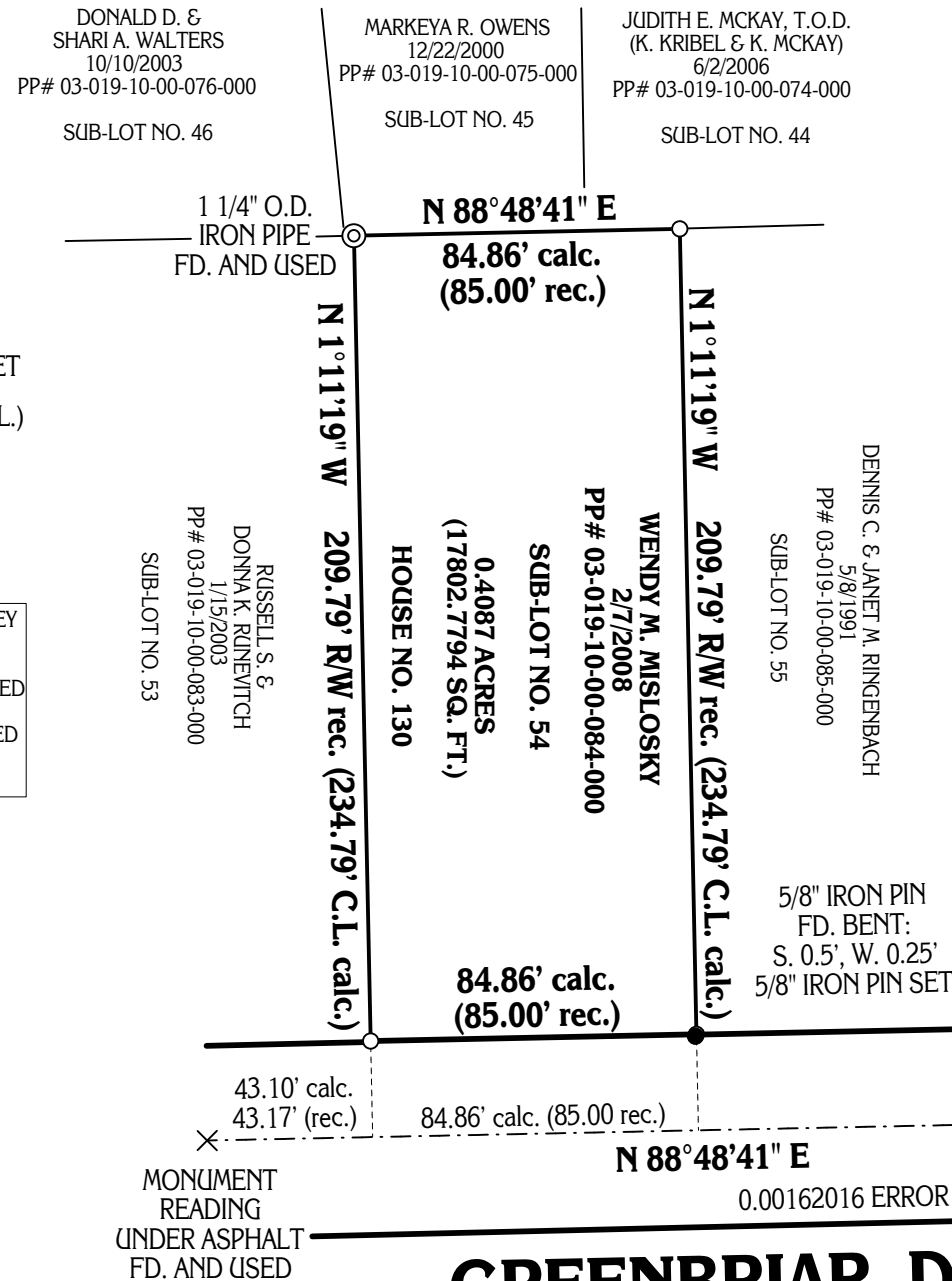 DONALD D. &
SHARI A. WALTERS
10/10/2003
PP# 03-019-10-00-076-000
SUB-LOT NO. 46
MARKEYA R. OWENS
12/22/2000
PP# 03-019-10-00-075-000
SUB-LOT NO. 45
JUDITH E. MCKAY, T.O.D.
(K. KRIBEL & K. MCKAY)
6/2/2006
PP# 03-019-10-00-074-000
SUB-LOT NO. 44
1 1/4" O.D.
IRON PIPE
FD. AND USED
N 88°48'41" E
84.86' calc.
(85.00' rec.)
ET
L.)
EY
ED
ED
SUB-LOT NO. 53
PP# 03-019-10-00-083-000
1/15/2003
DONNA K. RUNEVITCH
RUSSELL S. &
N 1°11'19" W 209.79' R/W rec. (234.79' C.L. calc.)
HOUSE NO. 130
(17802.7794 SQ. FT.)
0.4087 ACRES
SUB-LOT NO. 54
PP# 03-019-10-00-084-000
2/7/2008
WENDY M. MISLOSKY
N 1°11'19" W 209.79' R/W rec. (234.79' C.L. calc.)
SUB-LOT NO. 55
PP# 03-019-10-00-085-000
5/8/1991
DENNIS C. & JANET M. RINGENBACH
5/8" IRON PIN
FD. BENT:
S. 0.5', W. 0.25'
5/8" IRON PIN SET
84.86' calc.
(85.00' rec.)
43.10' calc.
43.17' (rec.)
84.86' calc. (85.00 rec.)
N 88°48'41" E
MONUMENT
READING
UNDER ASPHALT
FD. AND USED
0.00162016 ERROR
GREENBRIAR D